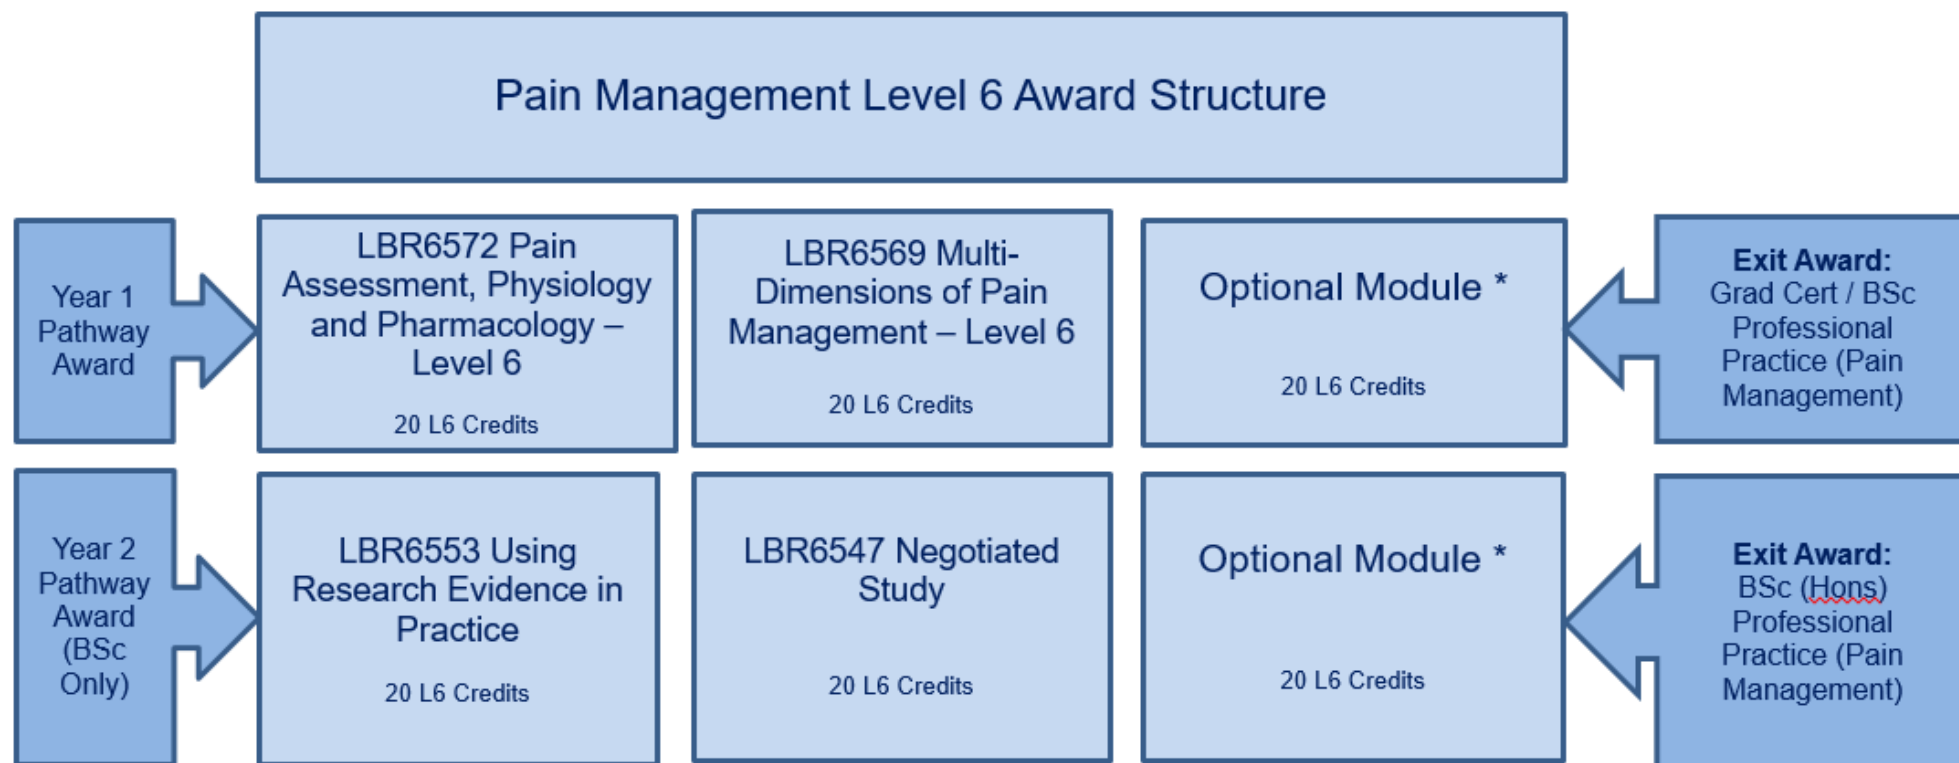 Pain Management Level 6 Award Structure
Year 1
Pathway
Award
LBR6572 Pain
Assessment, Physiology
and Pharmacology –
Level 6
20 L6 Credits
LBR6569 Multi-
Dimensions of Pain
Management – Level 6
20 L6 Credits
Optional Module *
20 L6 Credits
Exit Award:
Grad Cert / BSc
Professional
Practice (Pain
Management)
Year 2
Pathway
Award
(BSc
Only)
LBR6553 Using
Research Evidence in
Practice
20 L6 Credits
LBR6547 Negotiated
Study
20 L6 Credits
Optional Module *
20 L6 Credits
Exit Award:
BSc (Hons)
Professional
Practice (Pain
Management)